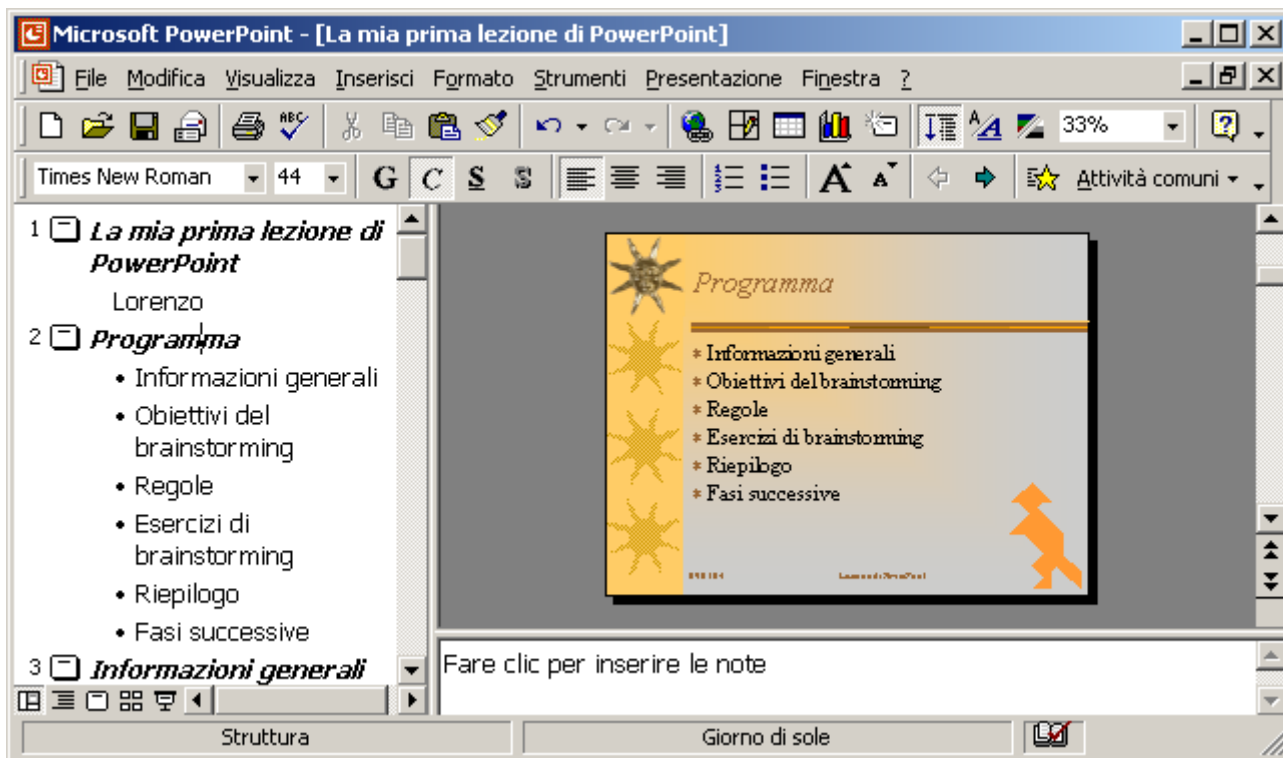 Microsoft PowerPoint - [La mia prima lezione di PowerPoint]
File Modifica Visualizza Inserisci Formato Strumenti Presentazione Finestra ?
ABC
33%
Times New Roman 44 G C S S Attività comuni
1 La mia prima lezione di
PowerPoint
Lorenzo
2 Programma
• Informazioni generali
• Obiettivi del
brainstorming
• Regole
• Esercizi di
brainstorming
• Riepilogo
• Fasi successive
3 Informazioni generali
Programma
Informazioni generali
Obiettivi del brainstorming
Regole
Esercizi di brainstorming
Riepilogo
Fasi successive
Fare clic per inserire le note
Struttura
Giorno di sole